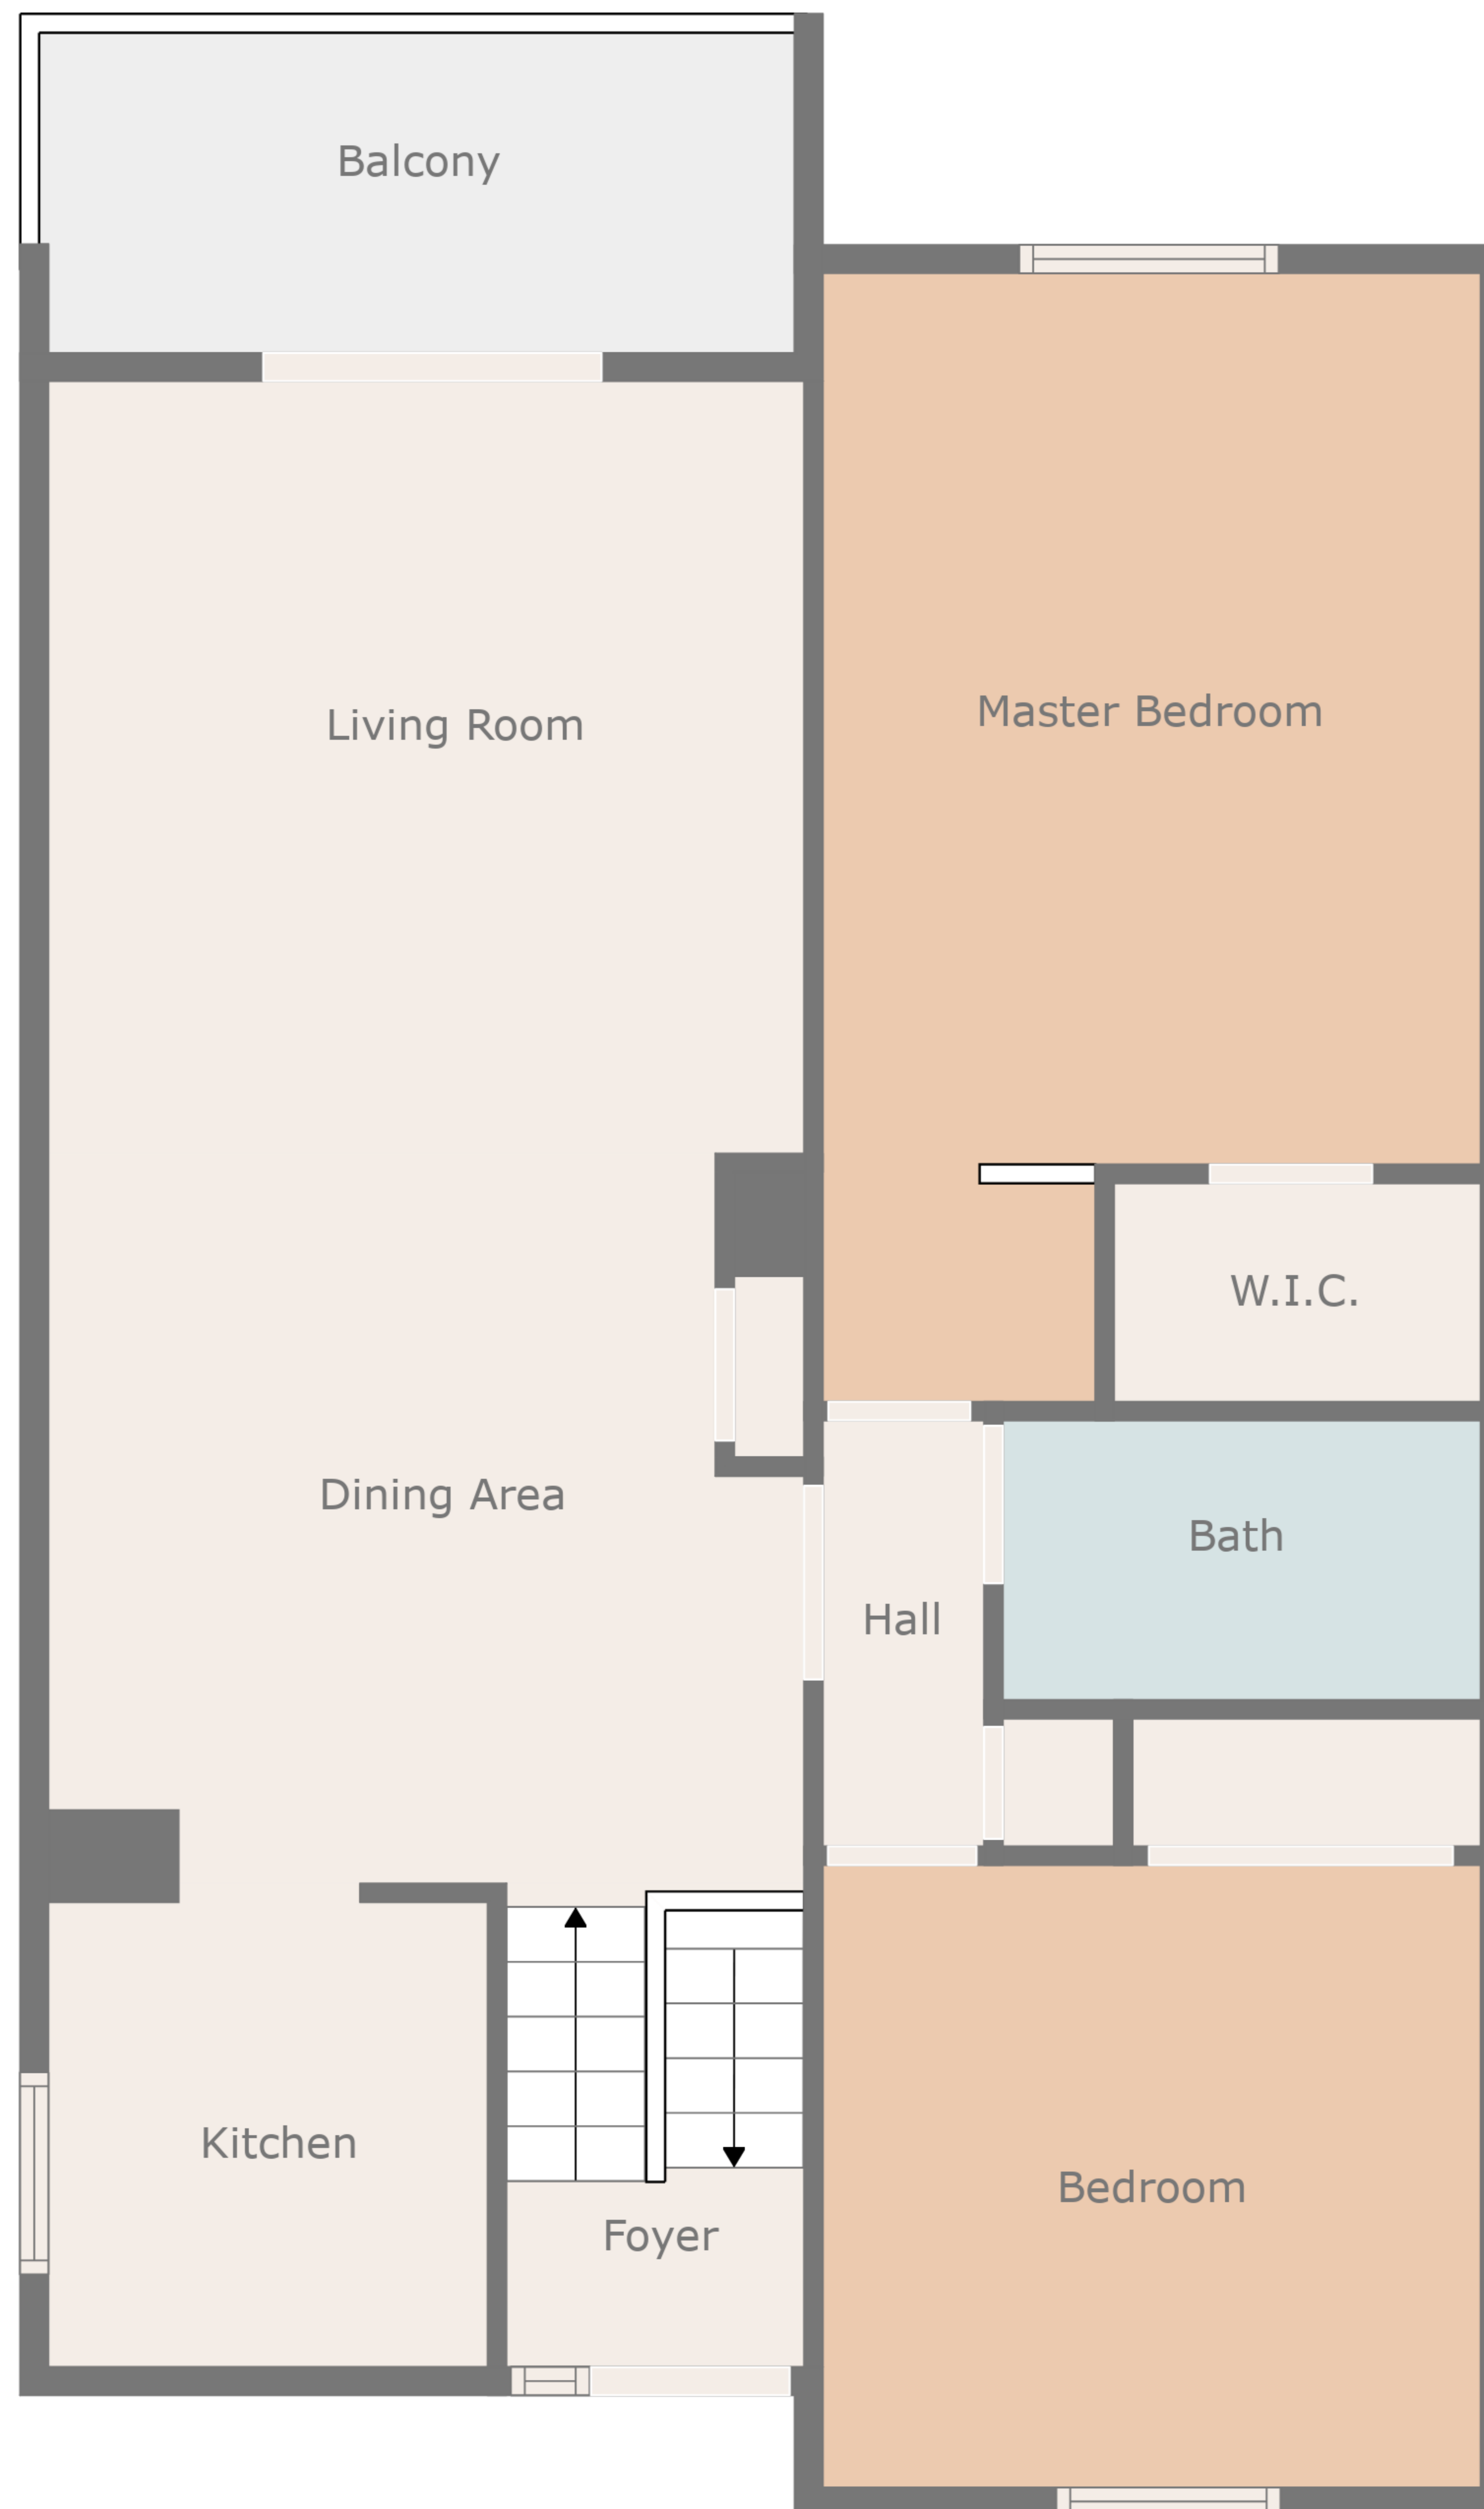 Balcony
Living Room
Master Bedroom
W.I.C.
Dining Area
Bath
Hall
Kitchen
Bedroom
Foyer